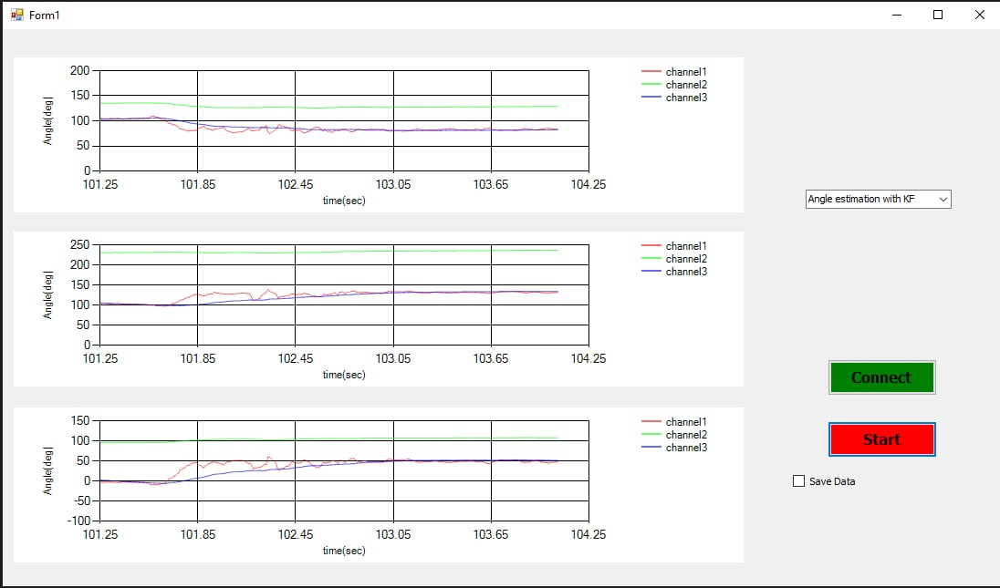 Form1
200
150
100
50
0
Angle[deg]
101.25 101.85 102.45 103.05 103.65 104.25
time(sec)
channel1
channel2
channel3
Angle estimation with KF
250
200
150
100
50
0
Angle[deg]
101.25 101.85 102.45 103.05 103.65 104.25
time(sec)
channel1
channel2
channel3
Connect
150
100
50
0
-50
-100
Angle[deg]
101.25 101.85 102.45 103.05 103.65 104.25
time(sec)
channel1
channel2
channel3
Start
Save Data